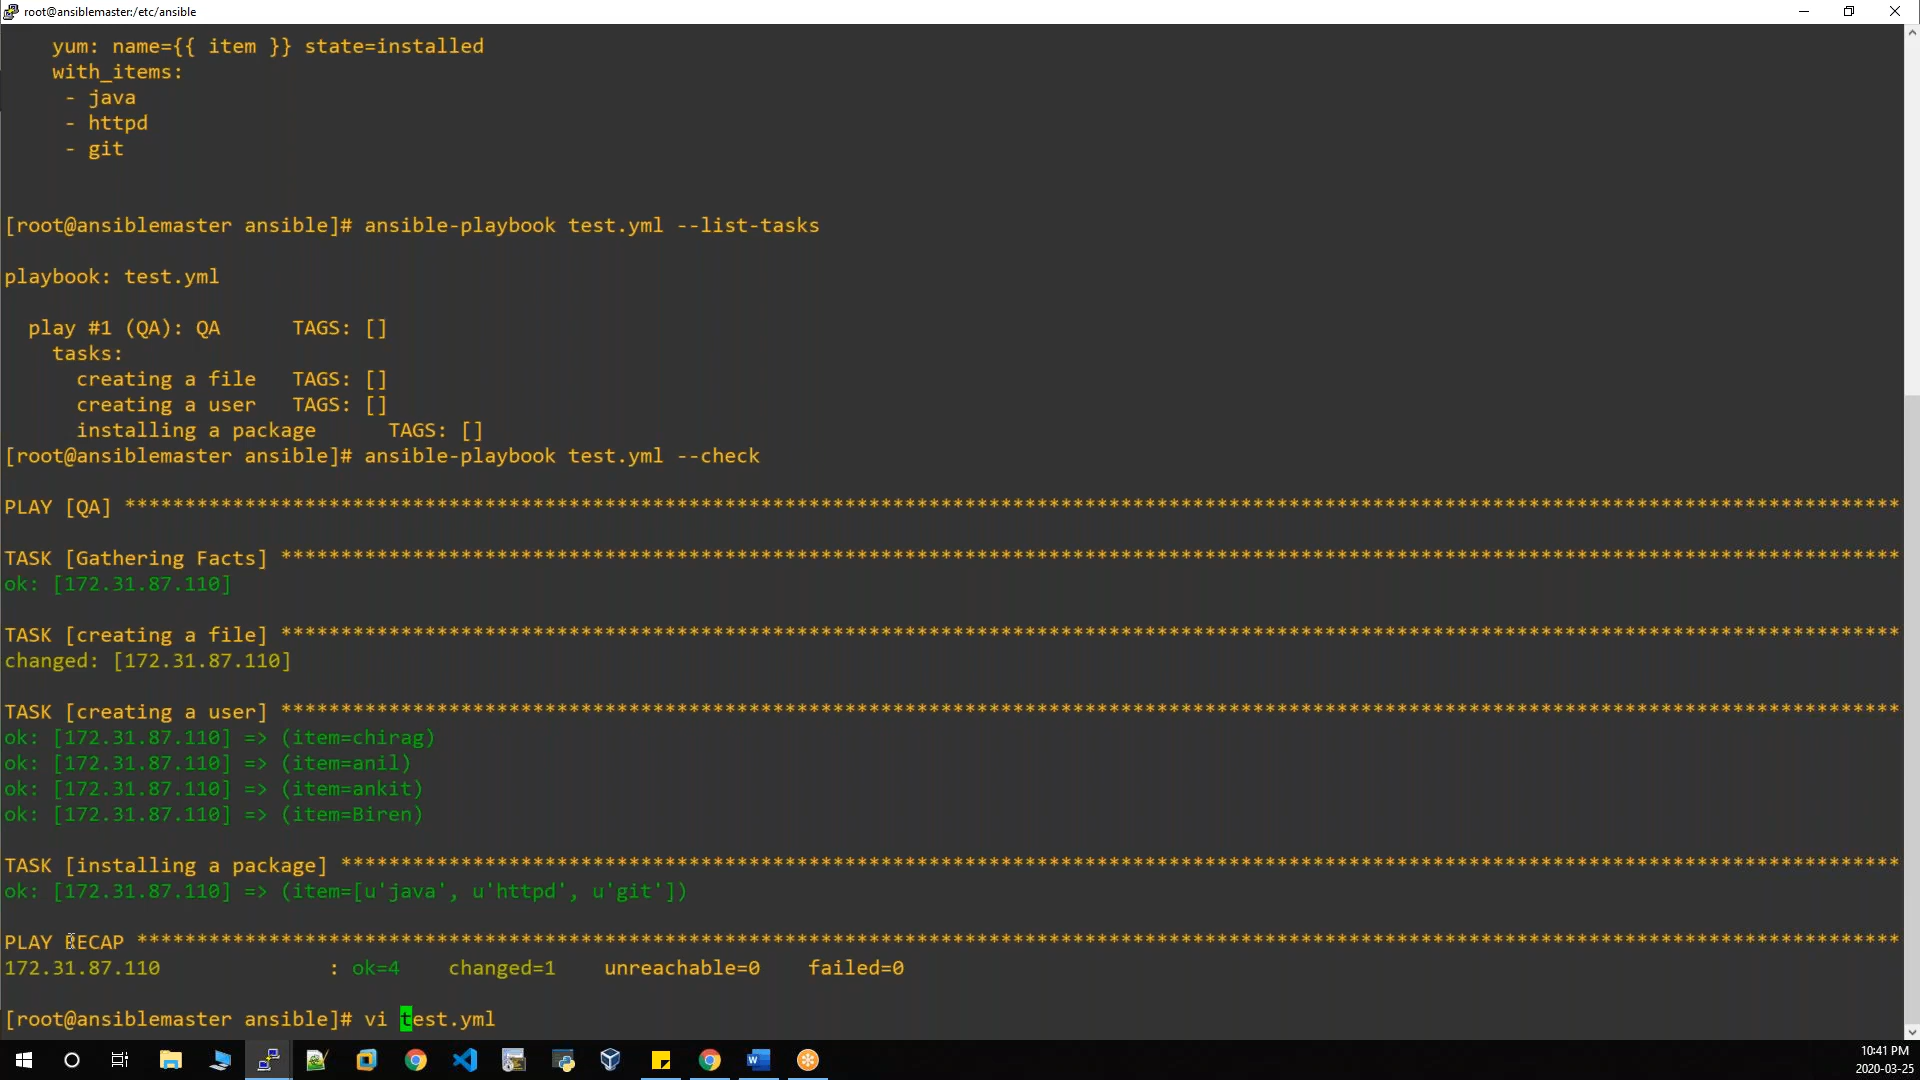 root@ansiblemaster:/etc/ansible
yum: name={{ item }} state=installed
with_items:
- java
- httpd
- git
[root@ansiblemaster ansible]# ansible-playbook test.yml --list-tasks
playbook: test.yml
play #1 (QA): QA TAGS: []
tasks:
creating a file TAGS: []
creating a user TAGS: []
installing a package TAGS: []
[root@ansiblemaster ansible]# ansible-playbook test.yml --check
PLAY [QA] ****************************************************************************************************************************************************
TASK [Gathering Facts] ***************************************************************************************************************************************
ok: [172.31.87.110]
TASK [creating a file] ***************************************************************************************************************************************
changed: [172.31.87.110]
TASK [creating a user] ***************************************************************************************************************************************
ok: [172.31.87.110] => (item=chirag)
ok: [172.31.87.110] => (item=anil)
ok: [172.31.87.110] => (item=ankit)
ok: [172.31.87.110] => (item=Biren)
TASK [installing a package] **********************************************************************************************************************************
ok: [172.31.87.110] => (item=[u'java', u'httpd', u'git'])
PLAY RECAP ***************************************************************************************************************************************************
172.31.87.110 : ok=4 changed=1 unreachable=0 failed=0
[root@ansiblemaster ansible]# vi test.yml
10:41 PM
2020-03-25